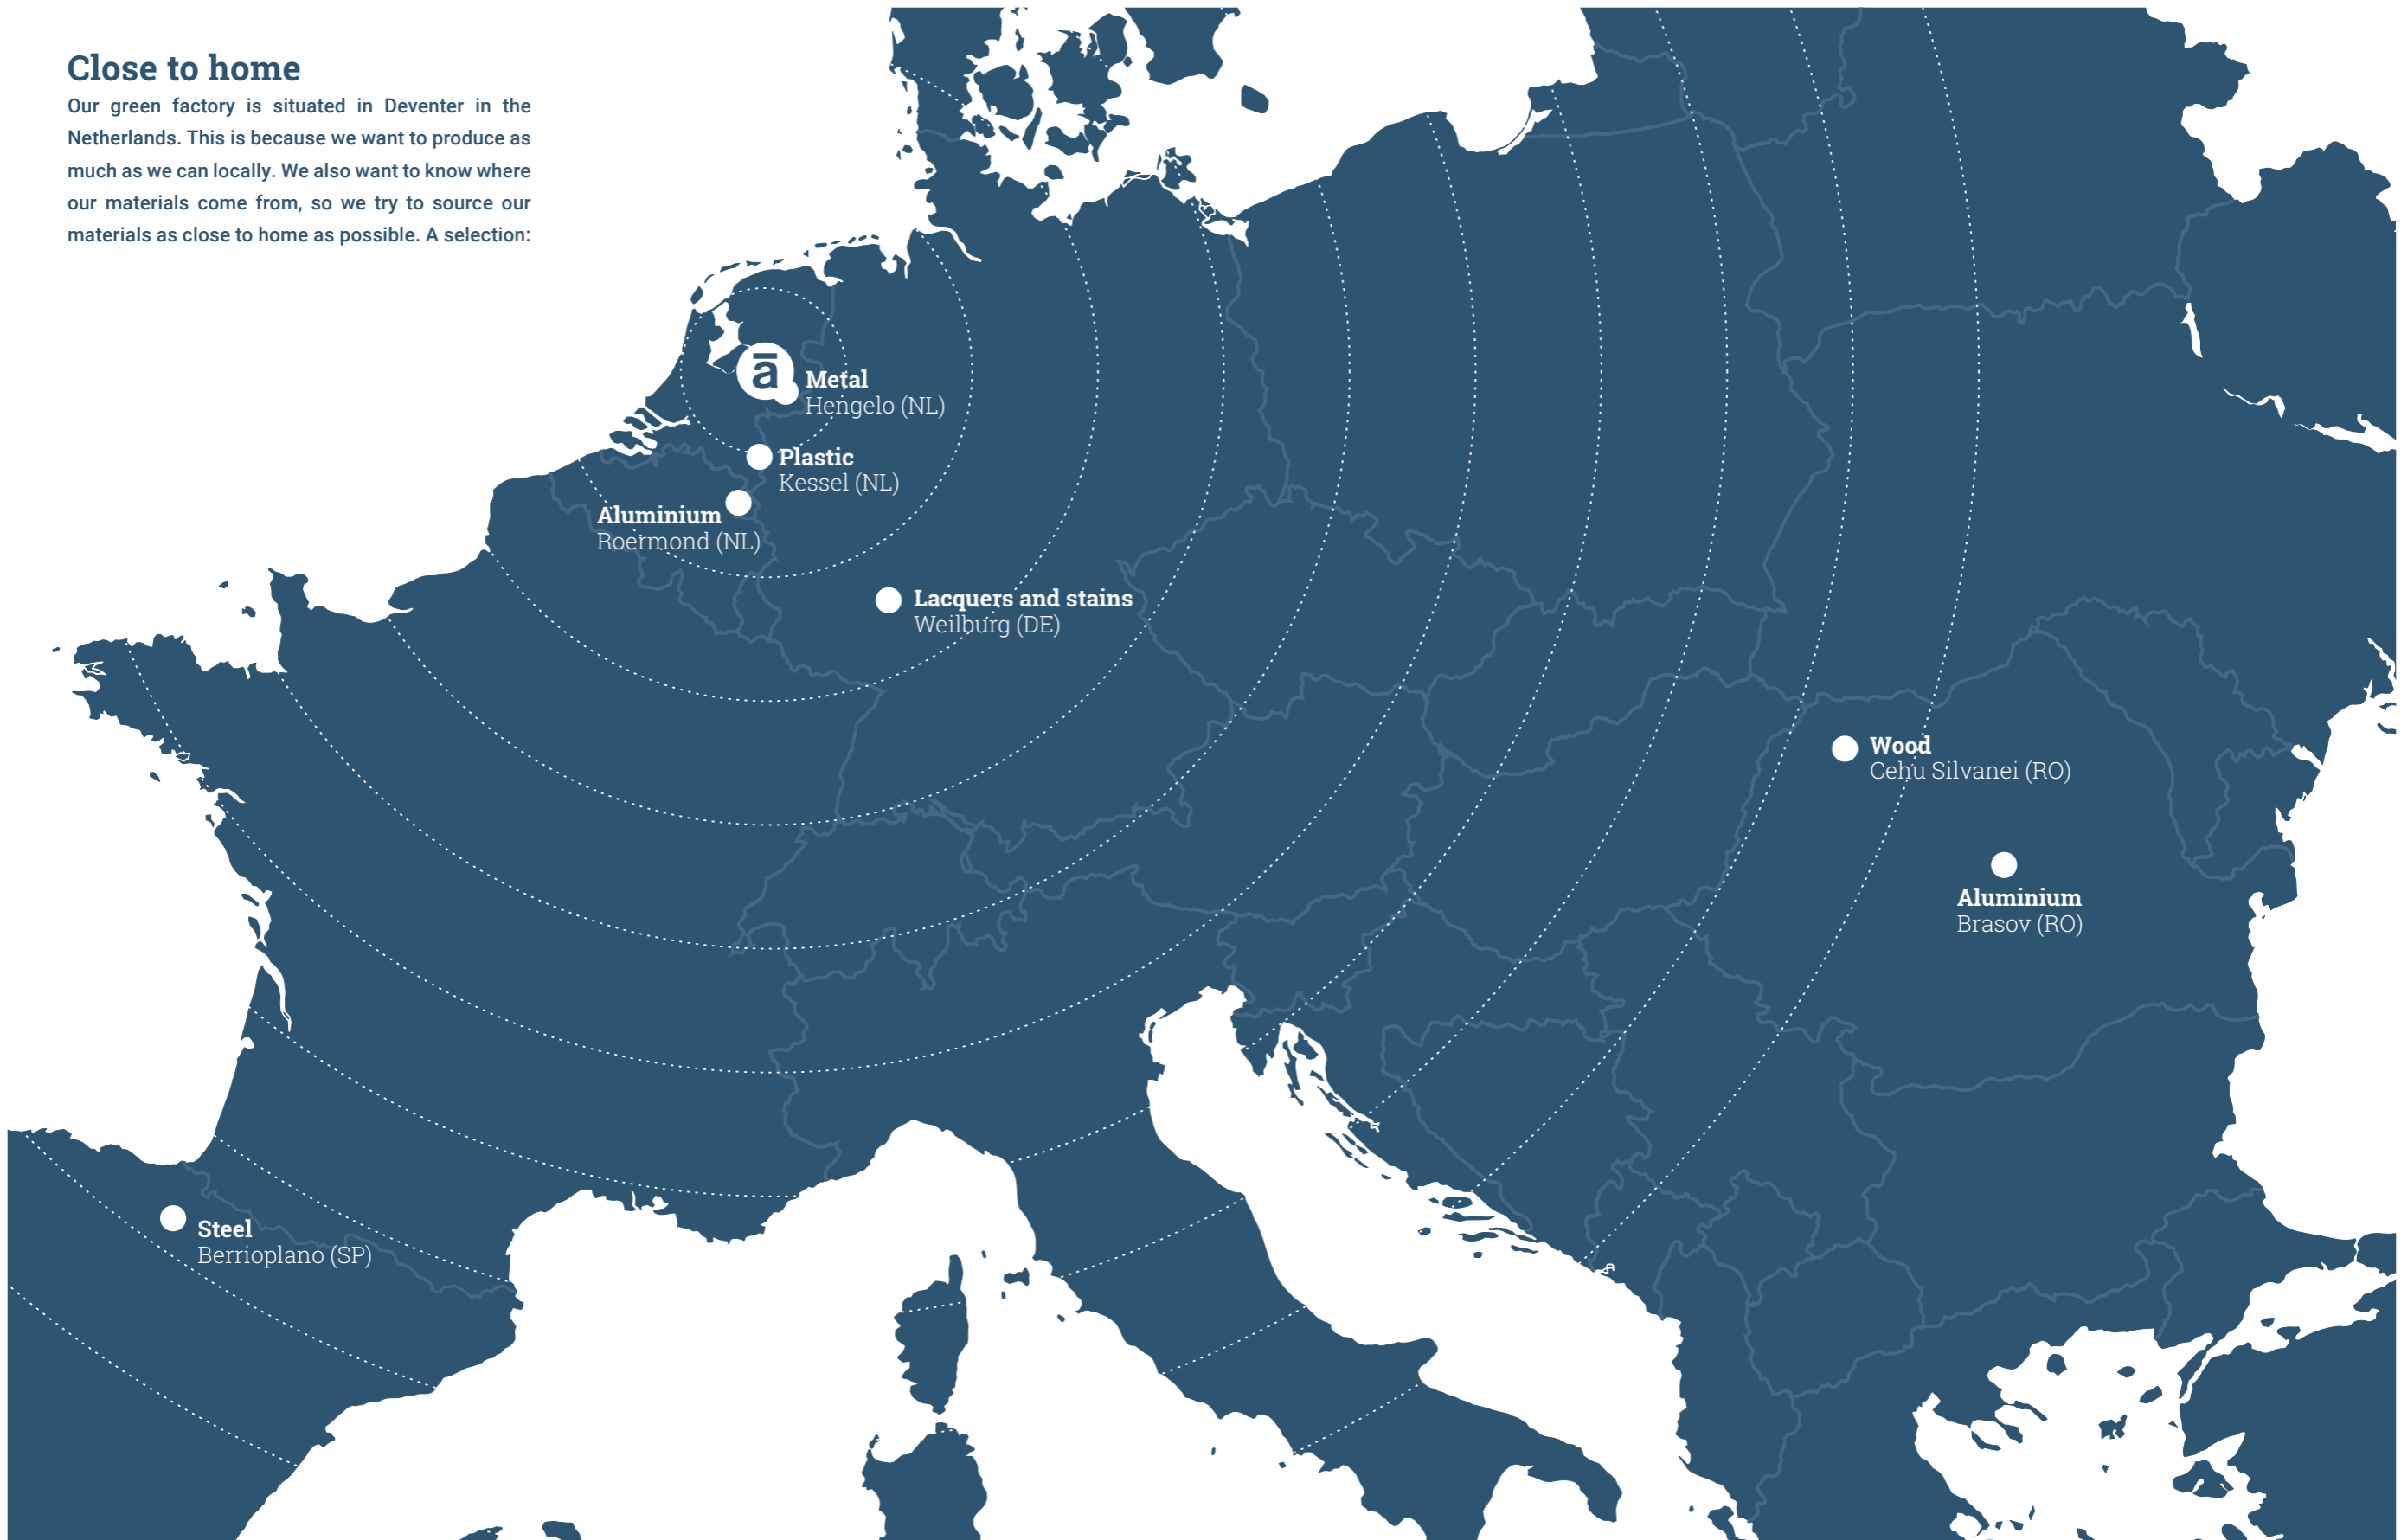 Close to home
Our green factory is situated in Deventer in the
Netherlands. This is because we want to produce as
much as we can locally. We also want to know where
our materials come from, so we try to source our
materials as close to home as possible. A selection:
ā
Metal
Hengelo (NL)
Plastic
Kessel (NL)
Aluminium
Roermond (NL)
Lacquers and stains
Weilburg (DE)
Wood
Cehu Silvanei (RO)
Aluminium
Brasov (RO)
Steel
Berrioplano (SP)